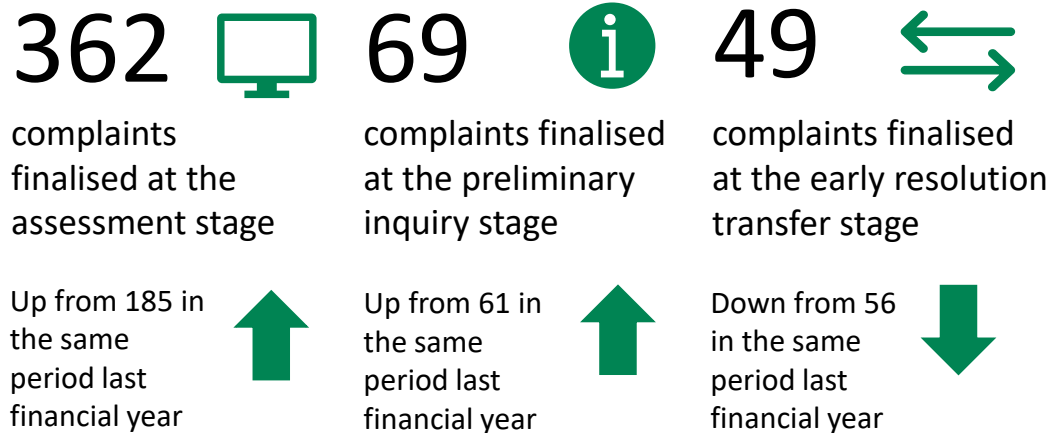 362
complaints
finalised at the
assessment stage
Up from 185 in
the same
period last
financial year
69
complaints finalised
at the preliminary
inquiry stage
Up from 61 in
the same
period last
financial year
49
complaints finalised
at the early resolution
transfer stage
Down from 56
in the same
period last
financial year